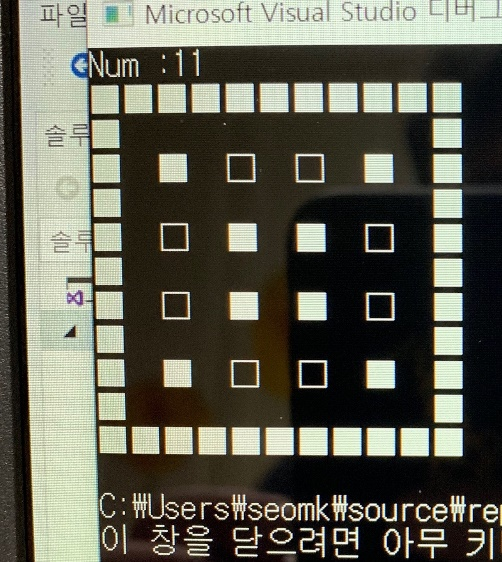 파일
Microsoft Visual Studio 디버그
Num :11
솔루
솔루
C:₩Users₩seomk₩source₩re
이 창을 닫으려면 아무 키